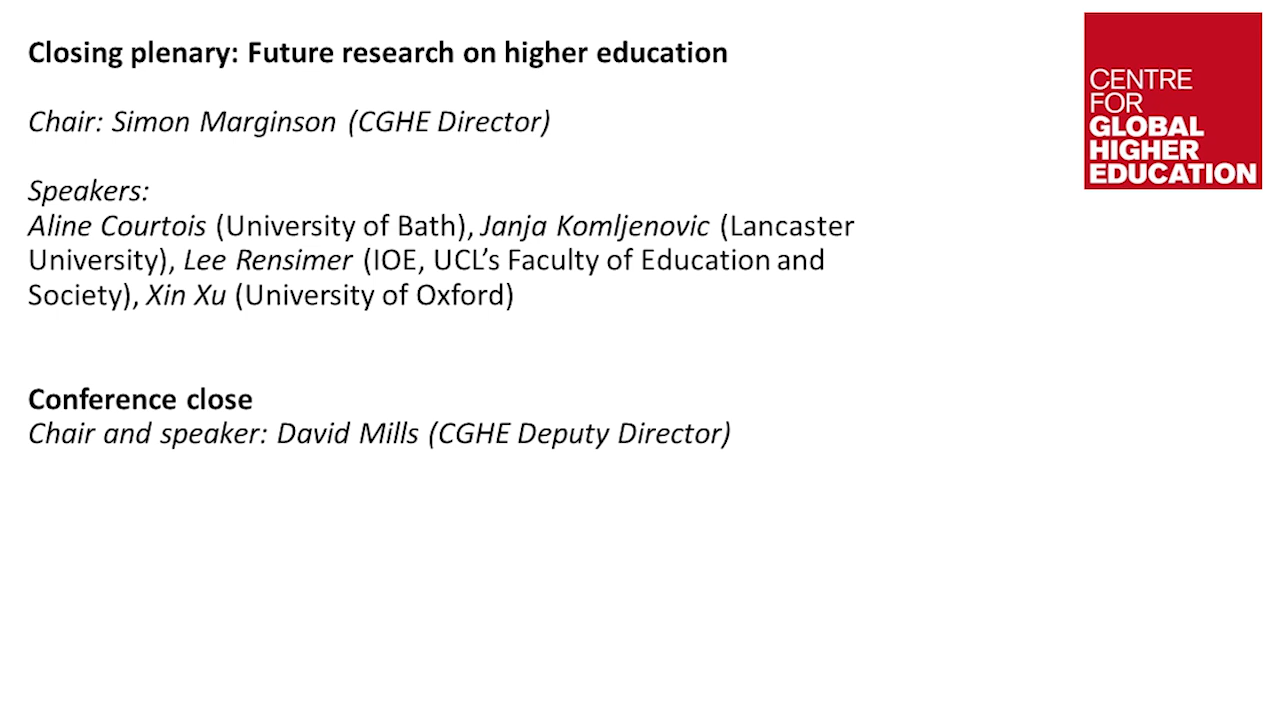 Closing plenary: Future research on higher education
Chair: Simon Marginson (CGHE Director)
Speakers:
Aline Courtois (University of Bath), Janja Komljenovic (Lancaster
University), Lee Rensimer (IOE, UCL’s Faculty of Education and
Society), Xin Xu (University of Oxford)
Conference close
Chair and speaker: David Mills (CGHE Deputy Director)
CENTRE
FOR
GLOBAL
HIGHER
EDUCATION